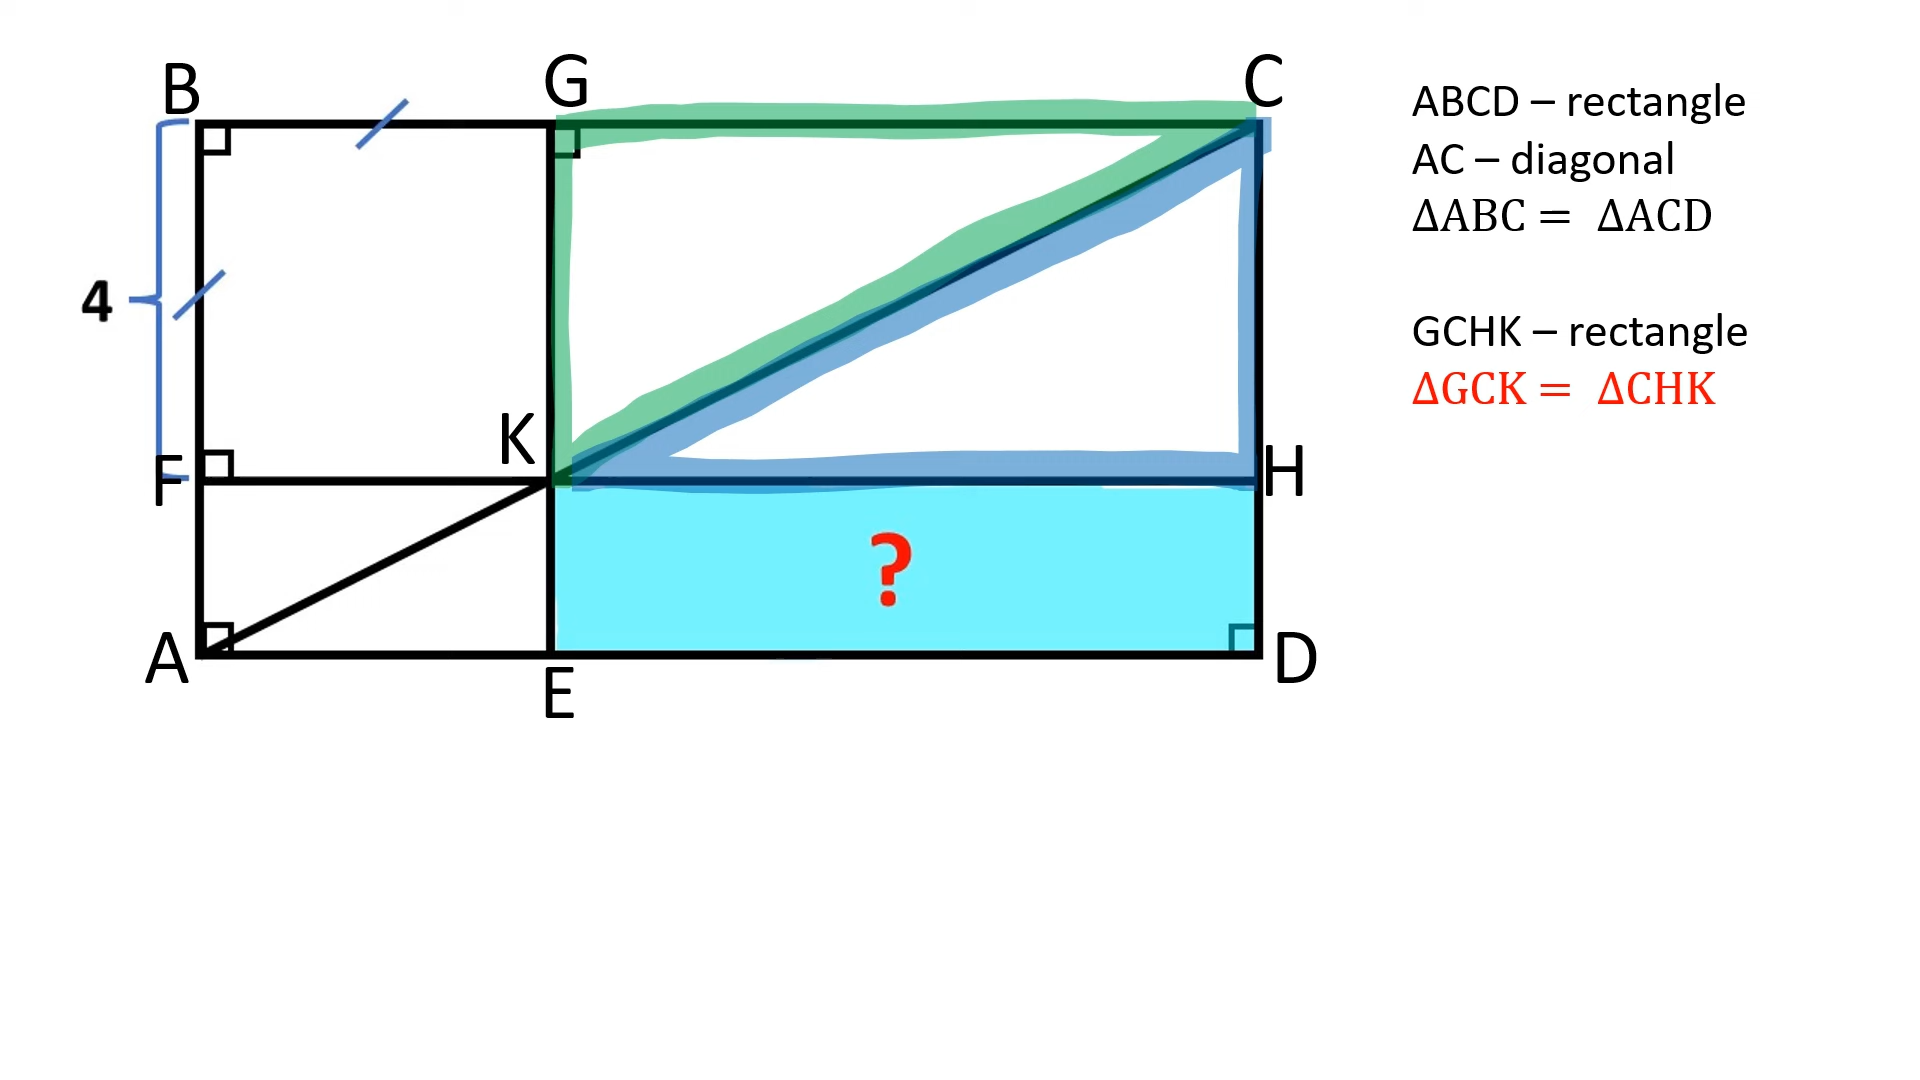 B
G
C
4
K
F
H
?
A
D
E
ABCD – rectangle
AC – diagonal
ΔABC = ΔACD
GCHK – rectangle
ΔGCK = ΔCHK